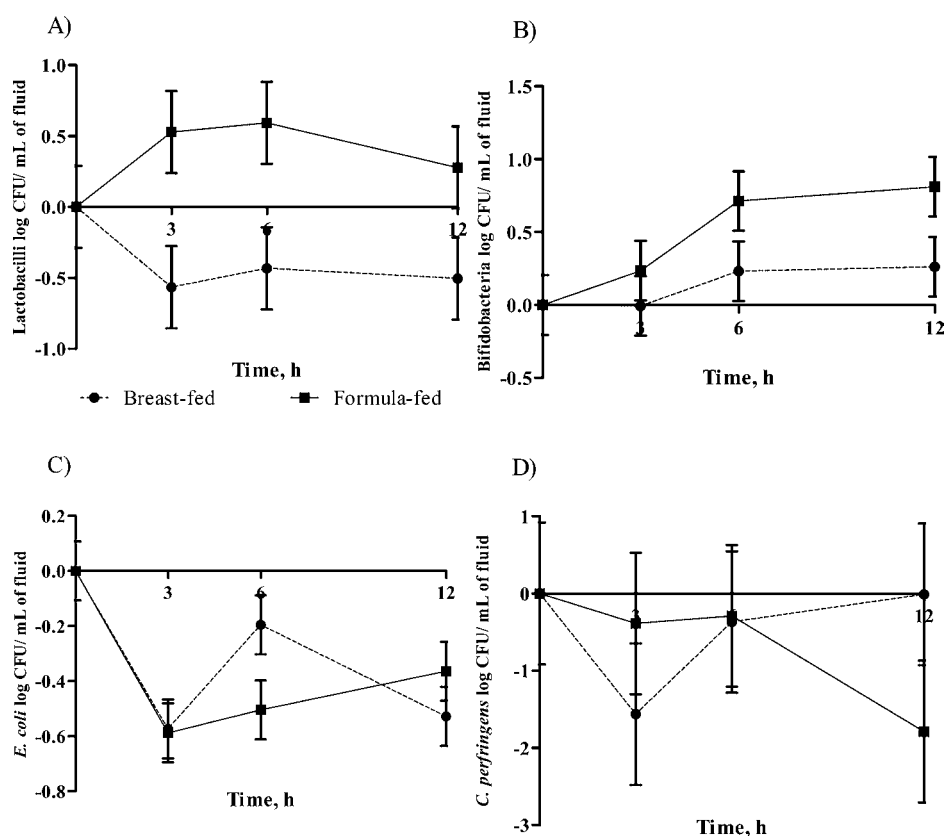 A)
Lactobacilli log CFU/ mL of fluid
1.0
0.5
0.0
-0.5
-1.0
3
6
12
Time, h
B)
Bifidobacteria log CFU/ mL of fluid
1.5
1.0
0.5
0.0
-0.5
3
6
12
Time, h
Breast-fed
Formula-fed
C)
E. coli log CFU/ mL of fluid
0.2
0.0
-0.2
-0.4
-0.6
-0.8
3
6
12
Time, h
D)
C. perfringens log CFU/ mL of fluid
1
0
-1
-2
-3
3
6
12
Time, h